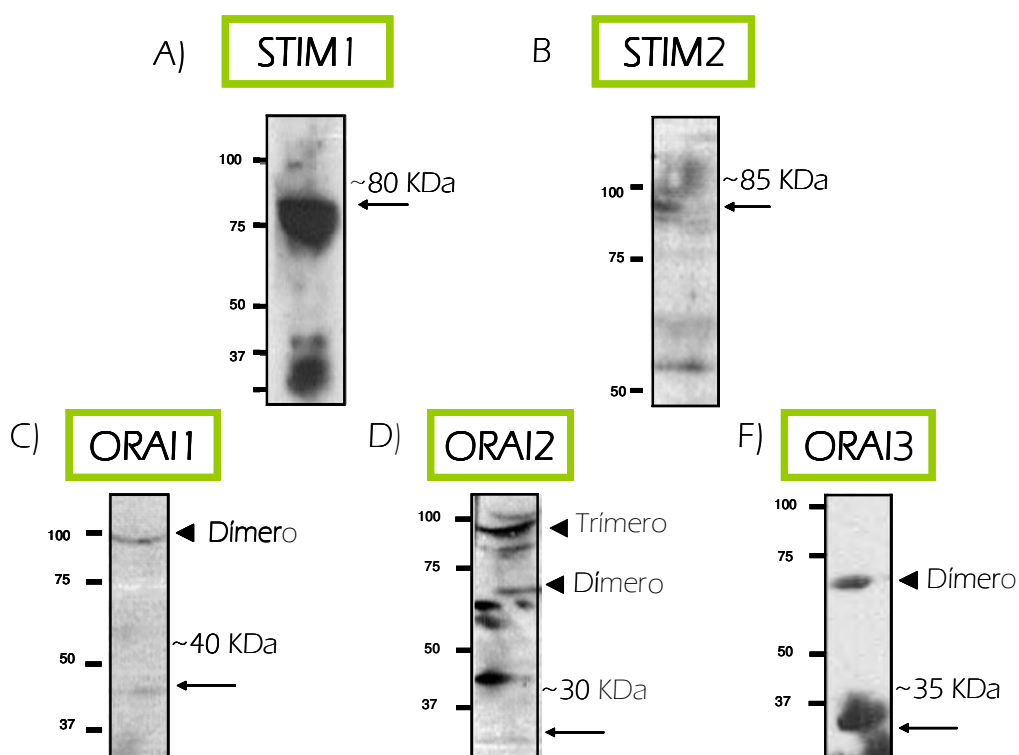 A) STIM1
100
75
50
37
~80 KDa
B STIM2
100
75
50
~85 KDa
C) ORAI1
100
75
50
37
Dímero
~40 KDa
D) ORAI2
100
75
50
37
Trímero
Dímero
~30 KDa
F) ORAI3
100
75
50
37
Dímero
~35 KDa